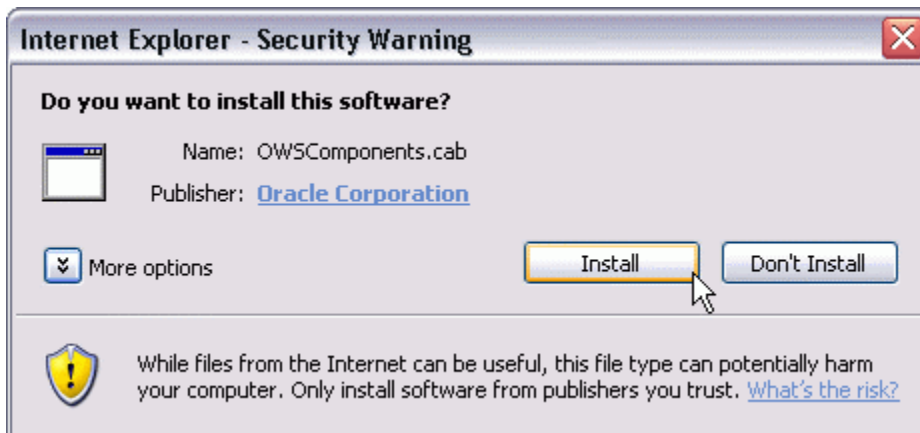 Internet Explorer - Security Warning
Do you want to install this software?
Name: OWSComponents.cab
Publisher: Oracle Corporation
More options
Install
Don't Install
While files from the Internet can be useful, this file type can potentially harm
your computer. Only install software from publishers you trust. What's the risk?